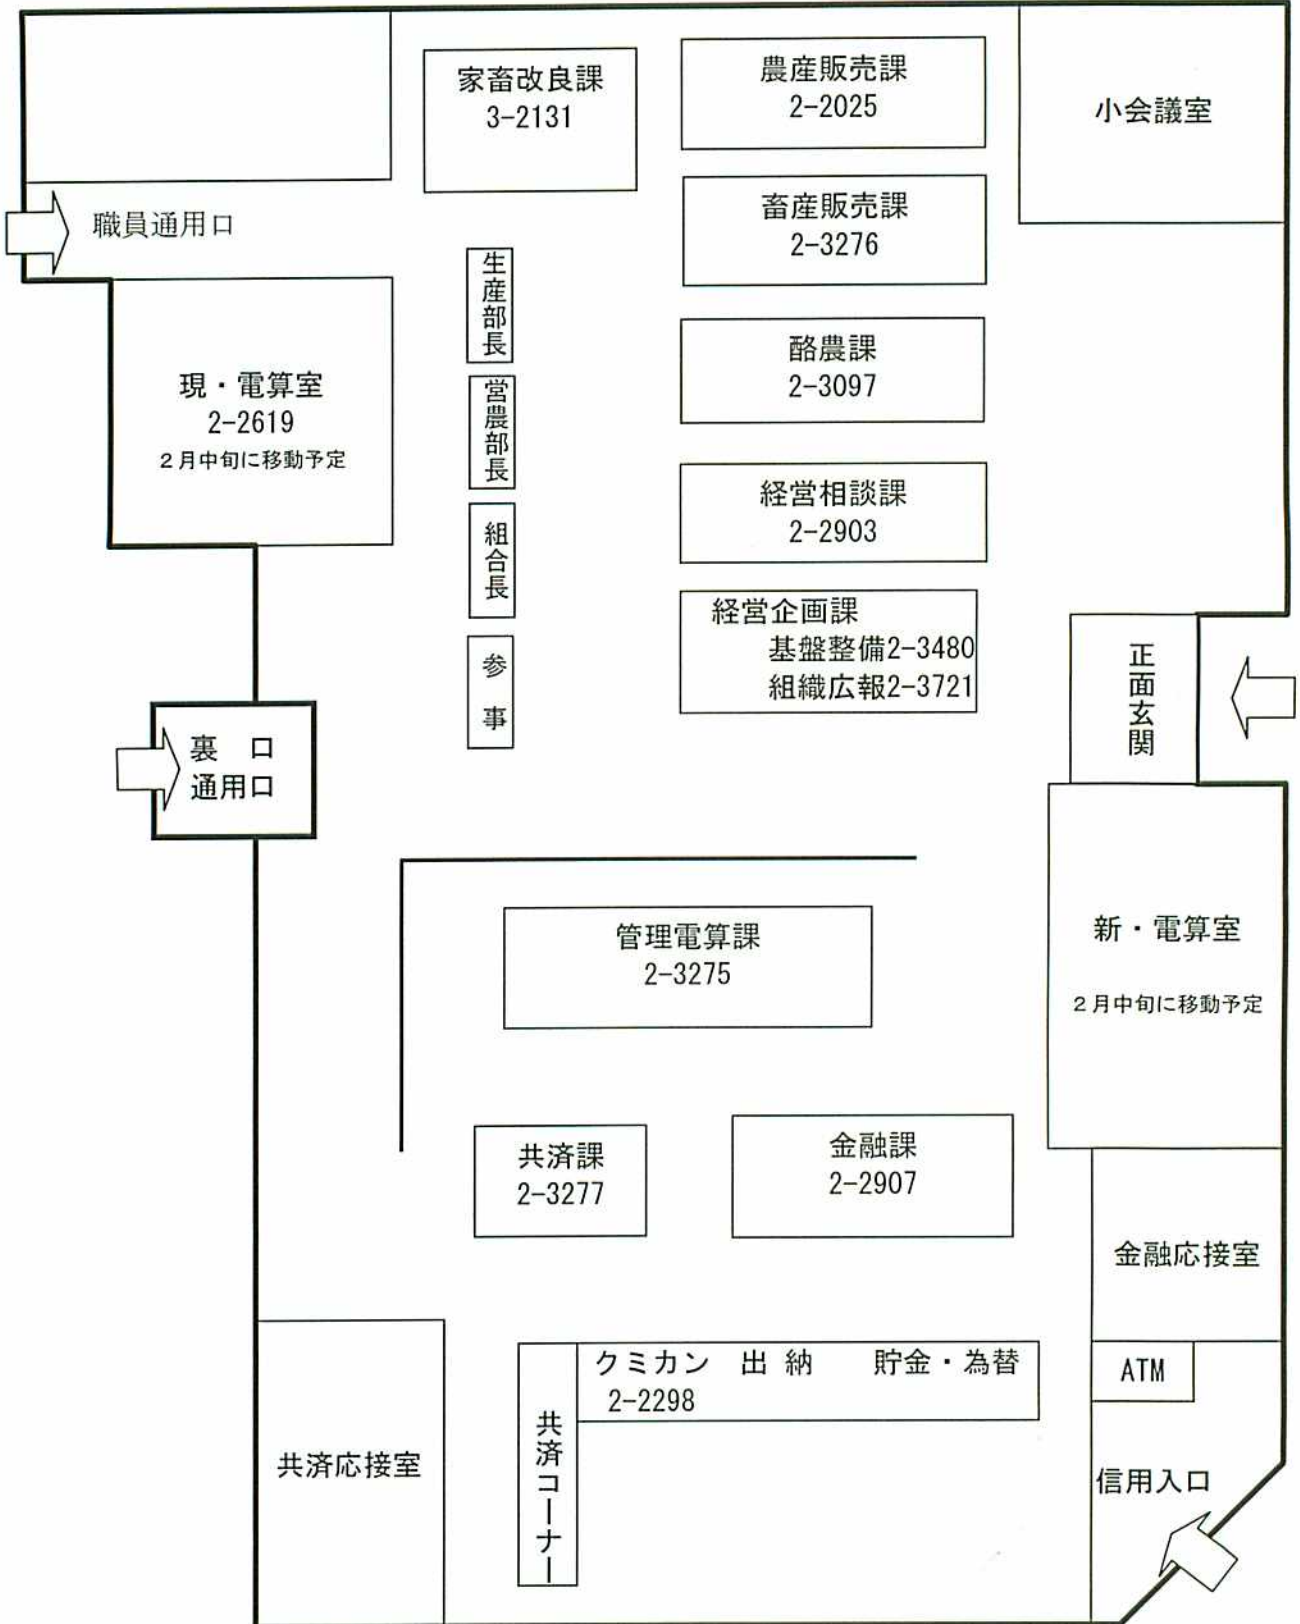 家畜改良課
3-2131
農産販売課
2-2025
小会議室
職員通用口
畜産販売課
2-3276
生産部長
現・電算室
2-2619
2月中旬に移動予定
酪農課
2-3097
営農部長
経営相談課
2-2903
組合長
経営企画課
基盤整備2-3480
組織広報2-3721
参事
正面玄関
裏 口
通用口
管理電算課
2-3275
新・電算室
2月中旬に移動予定
共済課
2-3277
金融課
2-2907
金融応接室
クミカン 出納 貯金・為替
2-2298
ATM
共済コーナー
共済応接室
信用入口